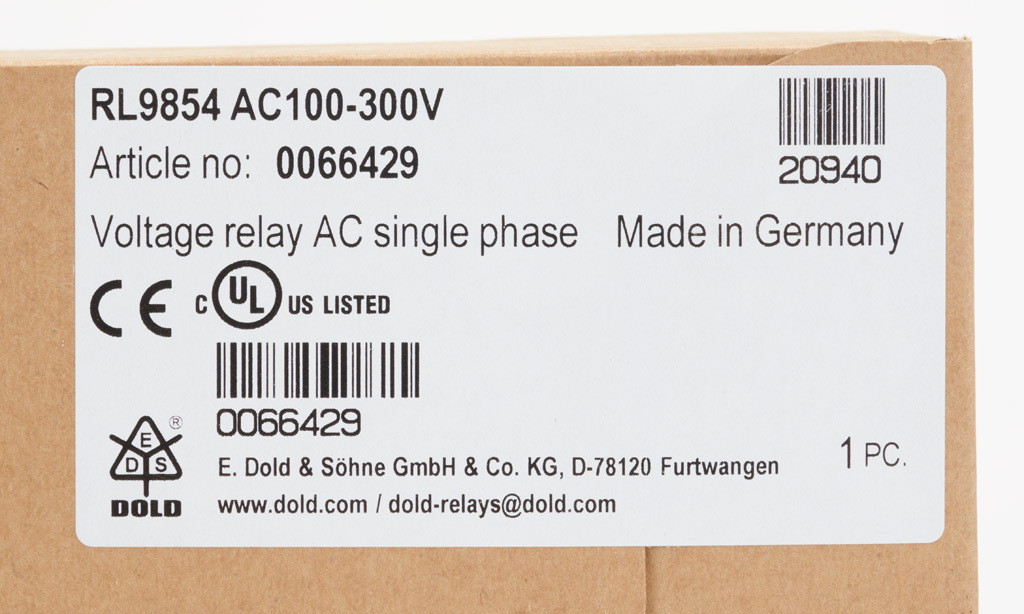 RL9854 AC100-300V
Article no: 0066429
20940
Voltage relay AC single phase Made in Germany
CE C UL US LISTED
0066429
E
D S ®
DOLD
E. Dold & Söhne GmbH & Co. KG, D-78120 Furtwangen
www.dold.com / dold-relays@dold.com
1 PC.